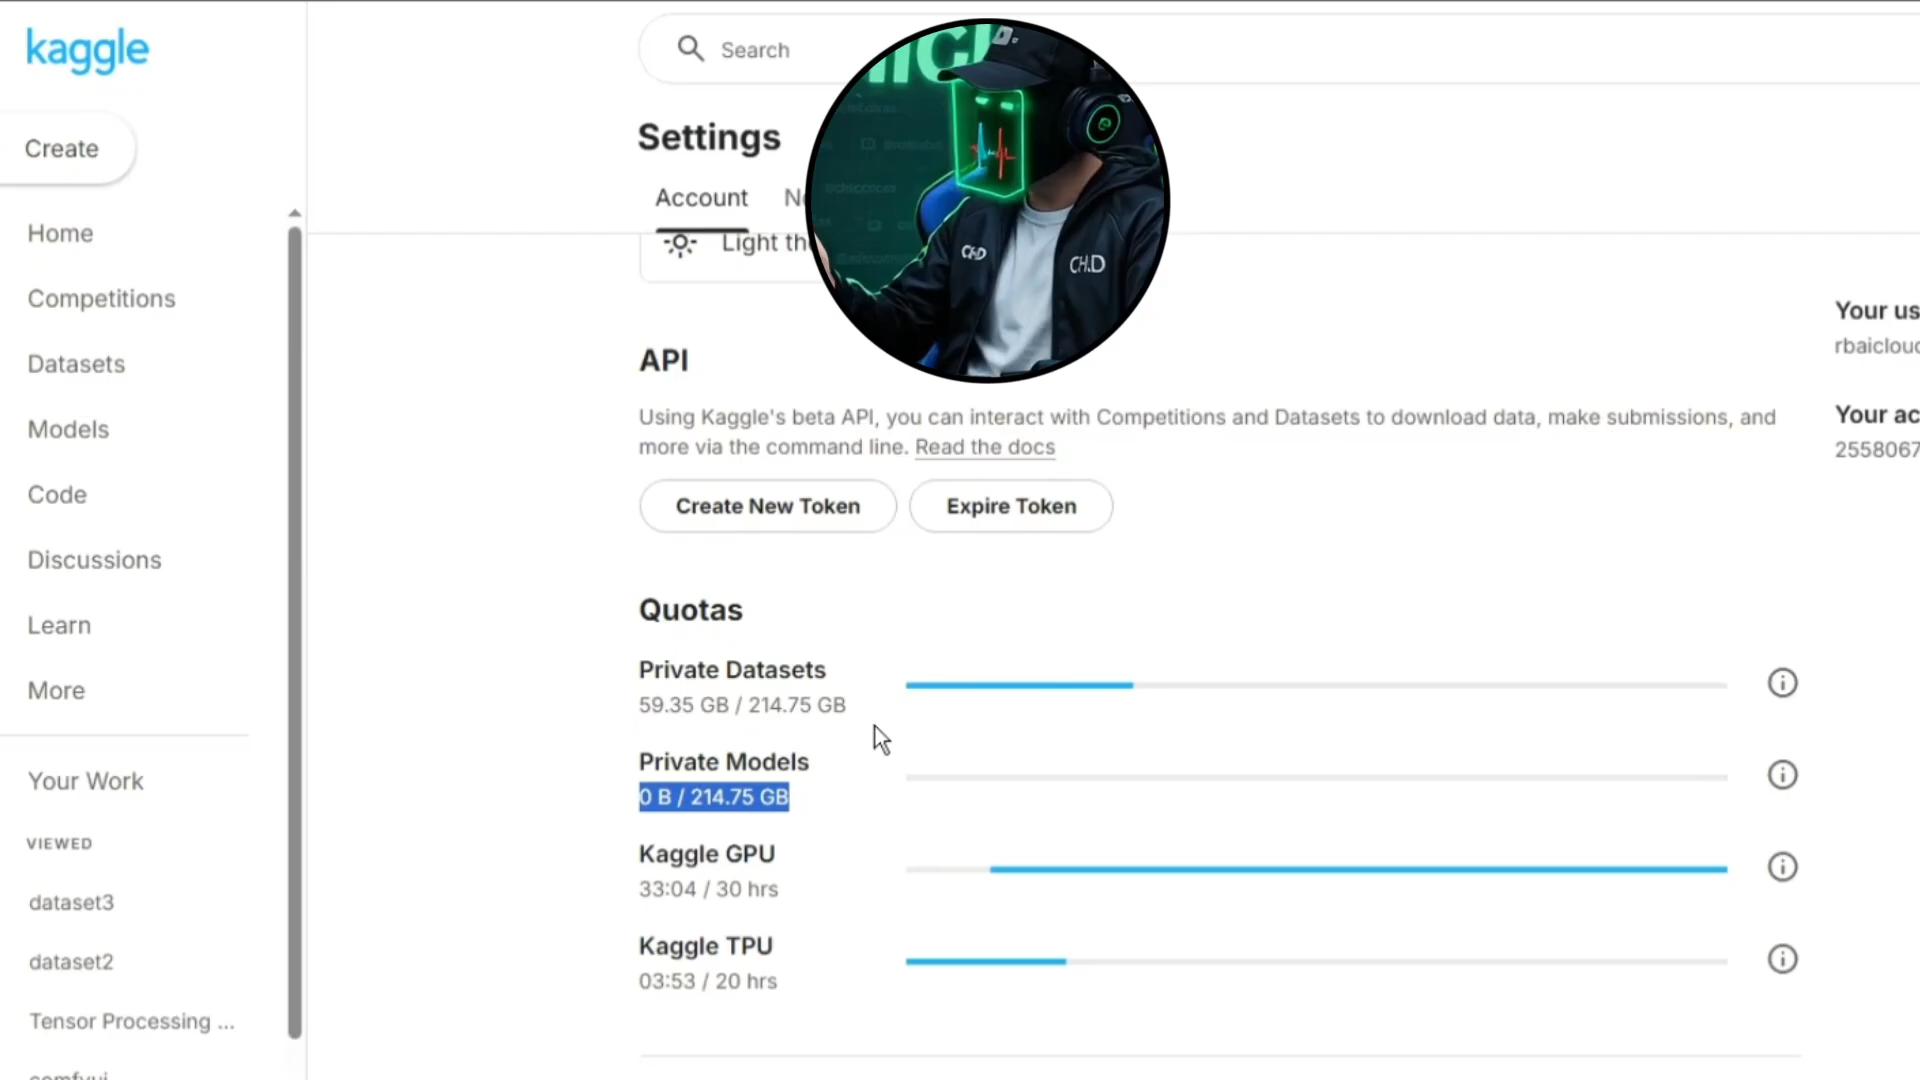 kaggle
Search
Create
Settings
Account
Light
Home
Competitions
Datasets
Models
Code
Discussions
Learn
More
Your Work
VIEWED
dataset3
dataset2
Tensor Processing ...
comfyui
CHD
CH.D
API
Using Kaggle's beta API, you can interact with Competitions and Datasets to download data, make submissions, and
more via the command line. Read the docs
Create New Token
Expire Token
Quotas
Private Datasets
59.35 GB / 214.75 GB
Private Models
0 B / 214.75 GB
Kaggle GPU
33:04 / 30 hrs
Kaggle TPU
03:53 / 20 hrs
Your us
rbaicloud
Your ac
2558067